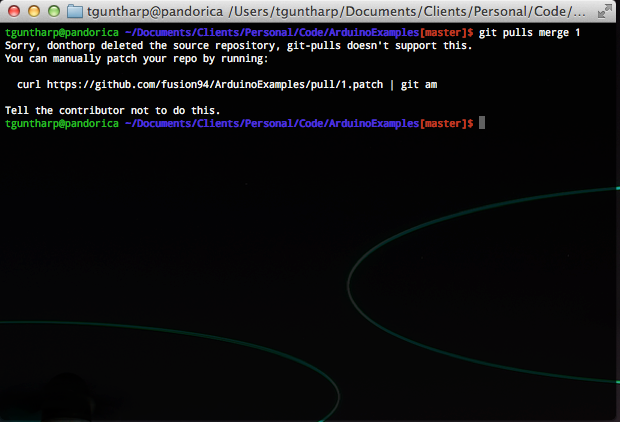 tguntharp@pandorica /Users/tguntharp/Documents/Clients/Personal/Code/...
tguntharp@pandorica ~/Documents/Clients/Personal/Code/ArduinoExamples[master]$ git pulls merge 1
Sorry, donthorp deleted the source repository, git-pulls doesn't support this.
You can manually patch your repo by running:
curl https://github.com/fusion94/ArduinoExamples/pull/1.patch | git am
Tell the contributor not to do this.
tguntharp@pandorica ~/Documents/Clients/Personal/Code/ArduinoExamples[master]$